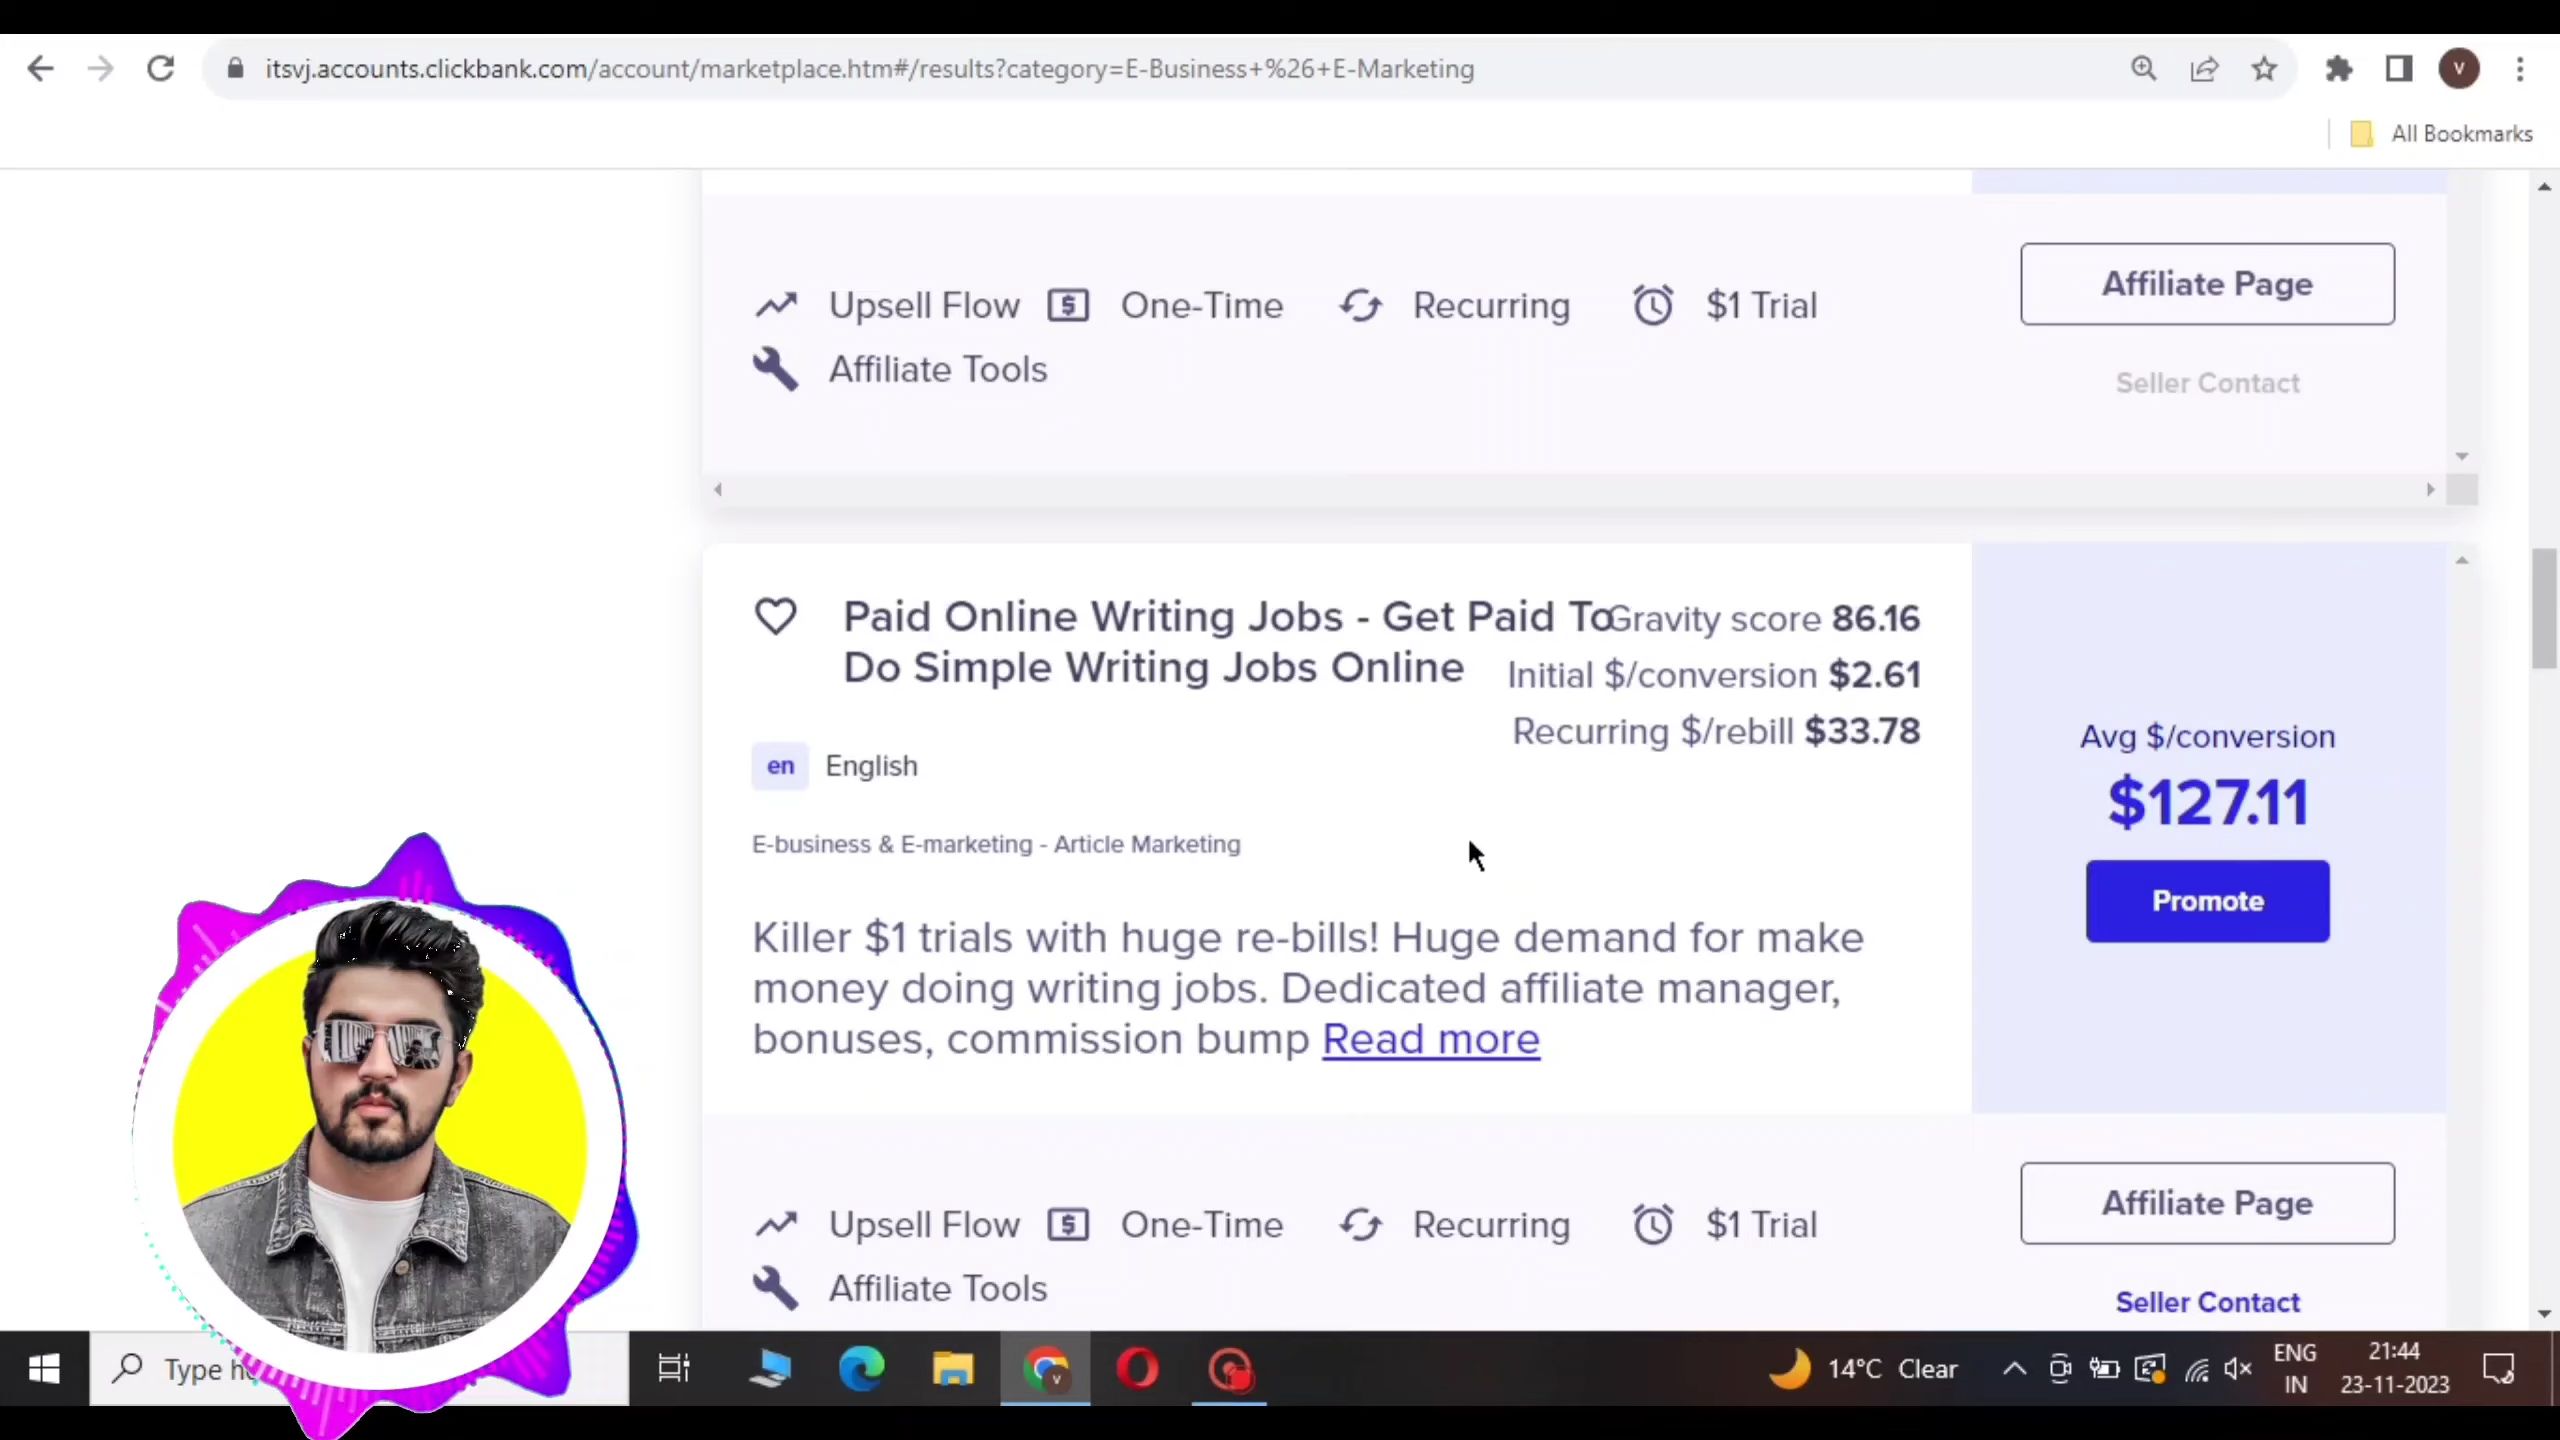 itsvj.accounts.clickbank.com/account/marketplace.htm#/results?category=E-Business+%26+E-Marketing
V
All Bookmarks
Upsell Flow
One-Time
Recurring
$1 Trial
Affiliate Tools
Affiliate Page
Seller Contact
Paid Online Writing Jobs - Get Paid To
Do Simple Writing Jobs Online
Gravity score 86.16
Initial $/conversion $2.61
Recurring $/rebill $33.78
en English
E-business & E-marketing - Article Marketing
Killer $1 trials with huge re-bills! Huge demand for make
money doing writing jobs. Dedicated affiliate manager,
bonuses, commission bump Read more
Avg $/conversion
$127.11
Promote
Upsell Flow
One-Time
Recurring
$1 Trial
Affiliate Tools
Affiliate Page
Seller Contact
Type
14°C Clear
ENG
IN
21:44
23-11-2023